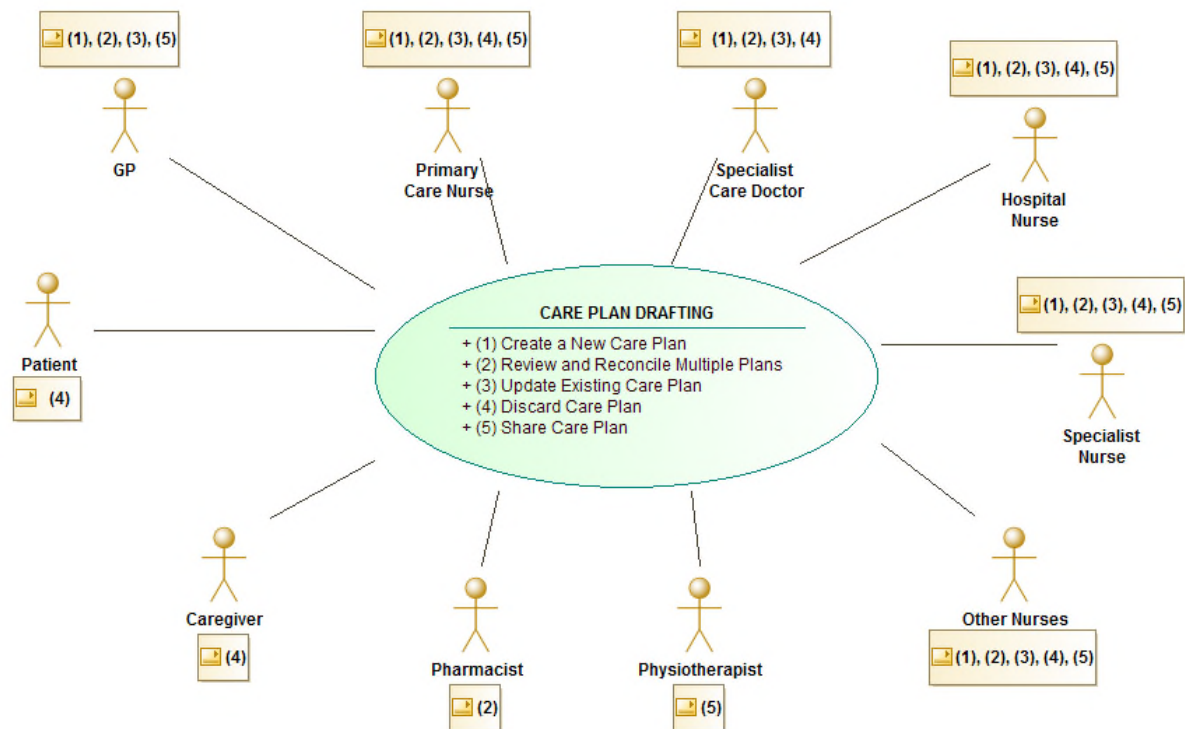 (1), (2), (3), (5)
GP
(1), (2), (3), (4), (5)
Primary
Care Nurse
(1), (2), (3), (4)
Specialist
Care Doctor
(1), (2), (3), (4), (5)
Hospital
Nurse
Patient
(4)
CARE PLAN DRAFTING
+ (1) Create a New Care Plan
+ (2) Review and Reconcile Multiple Plans
+ (3) Update Existing Care Plan
+ (4) Discard Care Plan
+ (5) Share Care Plan
(1), (2), (3), (4), (5)
Specialist
Nurse
Caregiver
(4)
Pharmacist
(2)
Physiotherapist
(5)
Other Nurses
(1), (2), (3), (4), (5)